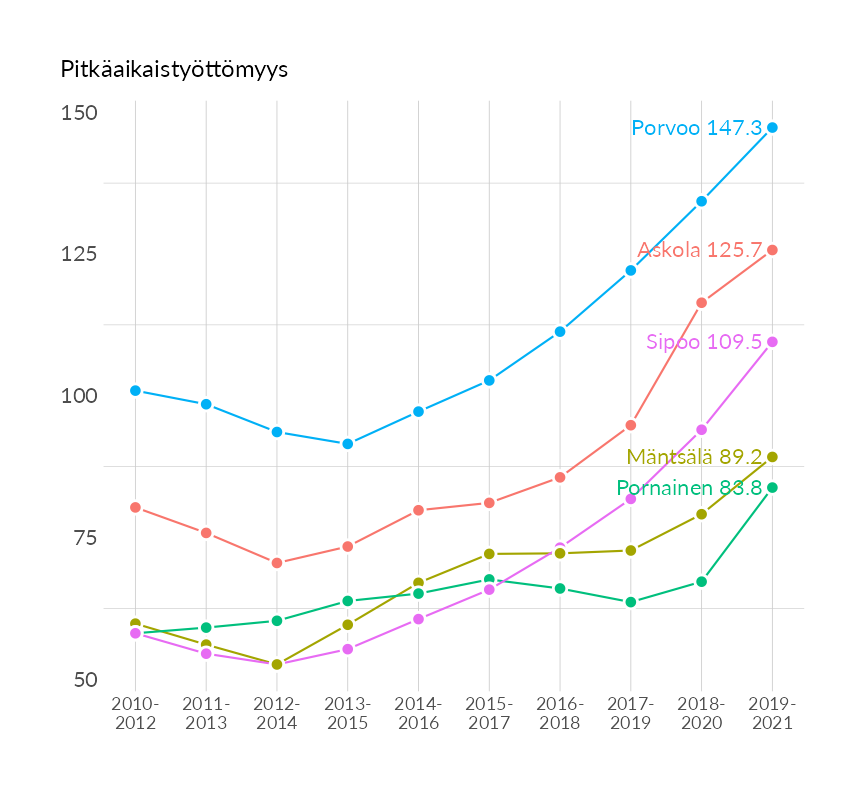 Pitkäaikaistyöttömyys
150
Porvoo 147.3
125
Askola 125.7
Sipoo 109.5
100
Mäntsälä 89.2
Pornainen 83.8
75
50
2010- 2011- 2012- 2013- 2014- 2015- 2016- 2017- 2018- 2019-
2012 2013 2014 2015 2016 2017 2018 2019 2020 2021